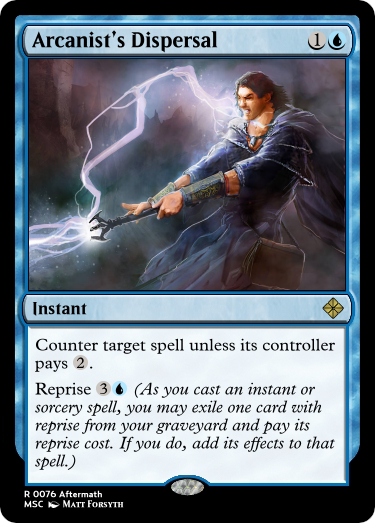 Arcanist's Dispersal 1
Instant
Counter target spell unless its controller
pays 2.
Reprise 3 (As you cast an instant or
sorcery spell, you may exile one card with
reprise from your graveyard and pay its
reprise cost. If you do, add its effects to that
spell.)
R 0076 Aftermath
MSC Matt Forsyth